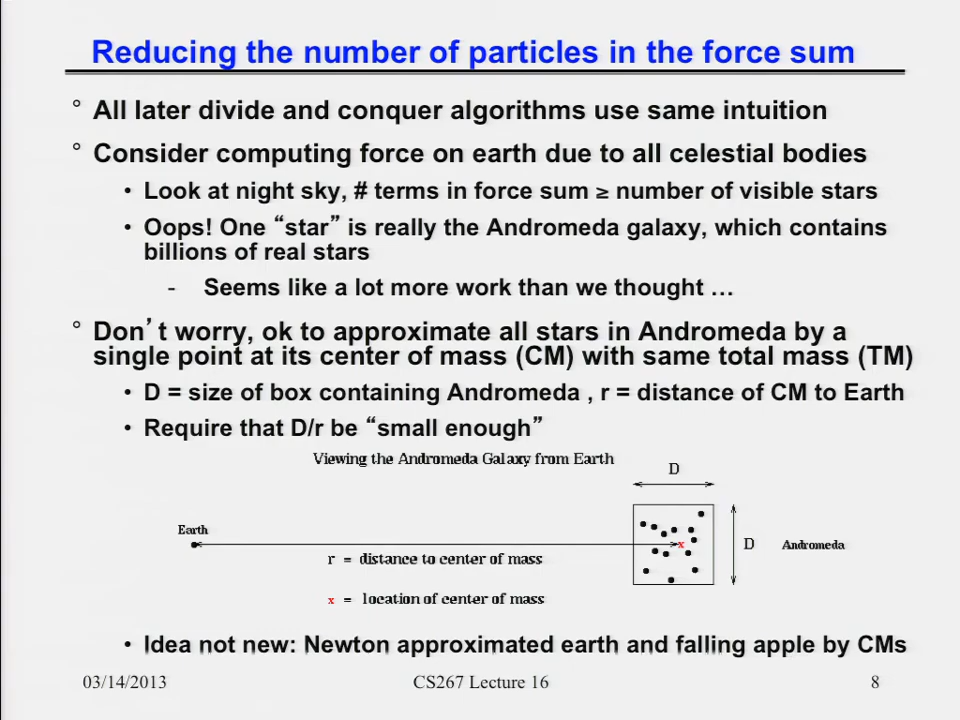 Reducing the number of particles in the force sum
° All later divide and conquer algorithms use same intuition
° Consider computing force on earth due to all celestial bodies
• Look at night sky, # terms in force sum ≥ number of visible stars
• Oops! One “star” is really the Andromeda galaxy, which contains
billions of real stars
- Seems like a lot more work than we thought …
° Don’t worry, ok to approximate all stars in Andromeda by a
single point at its center of mass (CM) with same total mass (TM)
• D = size of box containing Andromeda , r = distance of CM to Earth
• Require that D/r be “small enough”
Viewing the Andromeda Galaxy from Earth
D
Earth
x
D
Andromeda
r = distance to center of mass
x = location of center of mass
• Idea not new: Newton approximated earth and falling apple by CMs
03/14/2013 CS267 Lecture 16 8